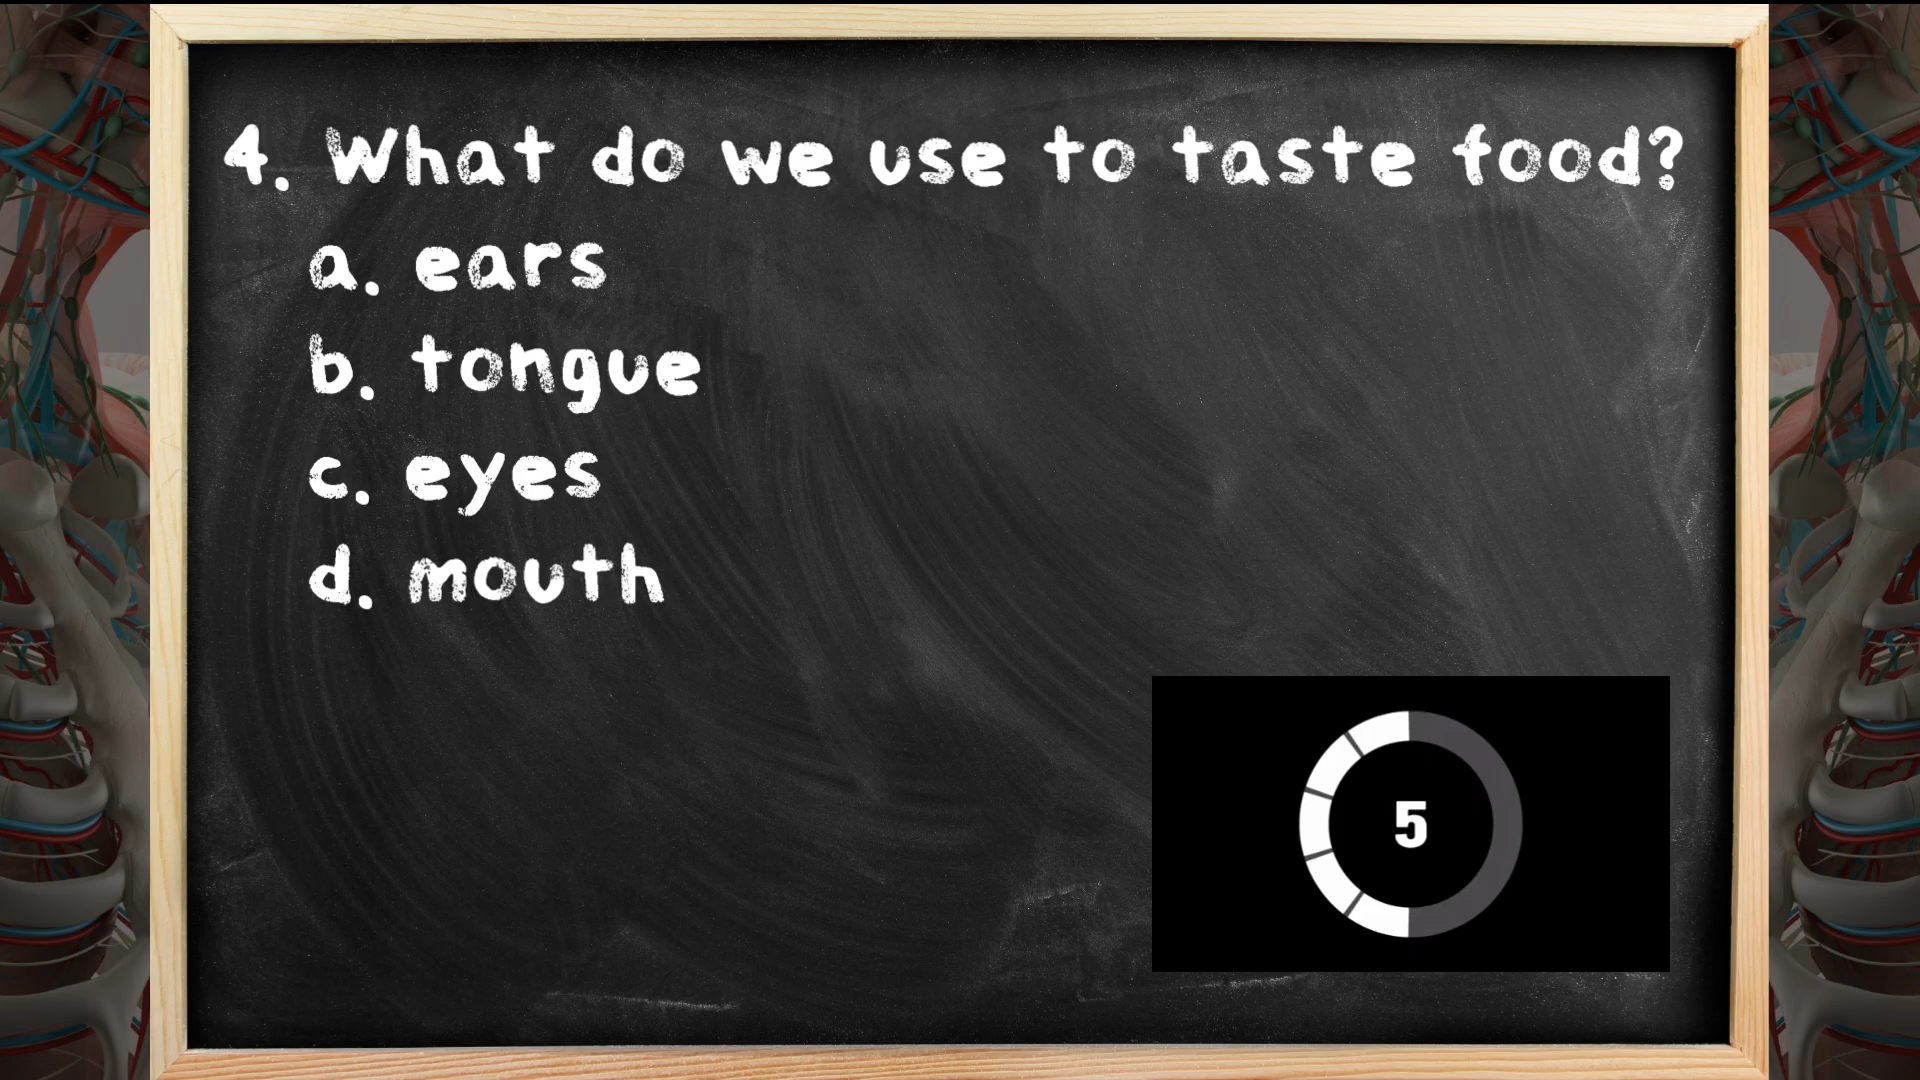 4. What do we use to taste food?
a. ears
b. tongue
c. eyes
d. mouth
5